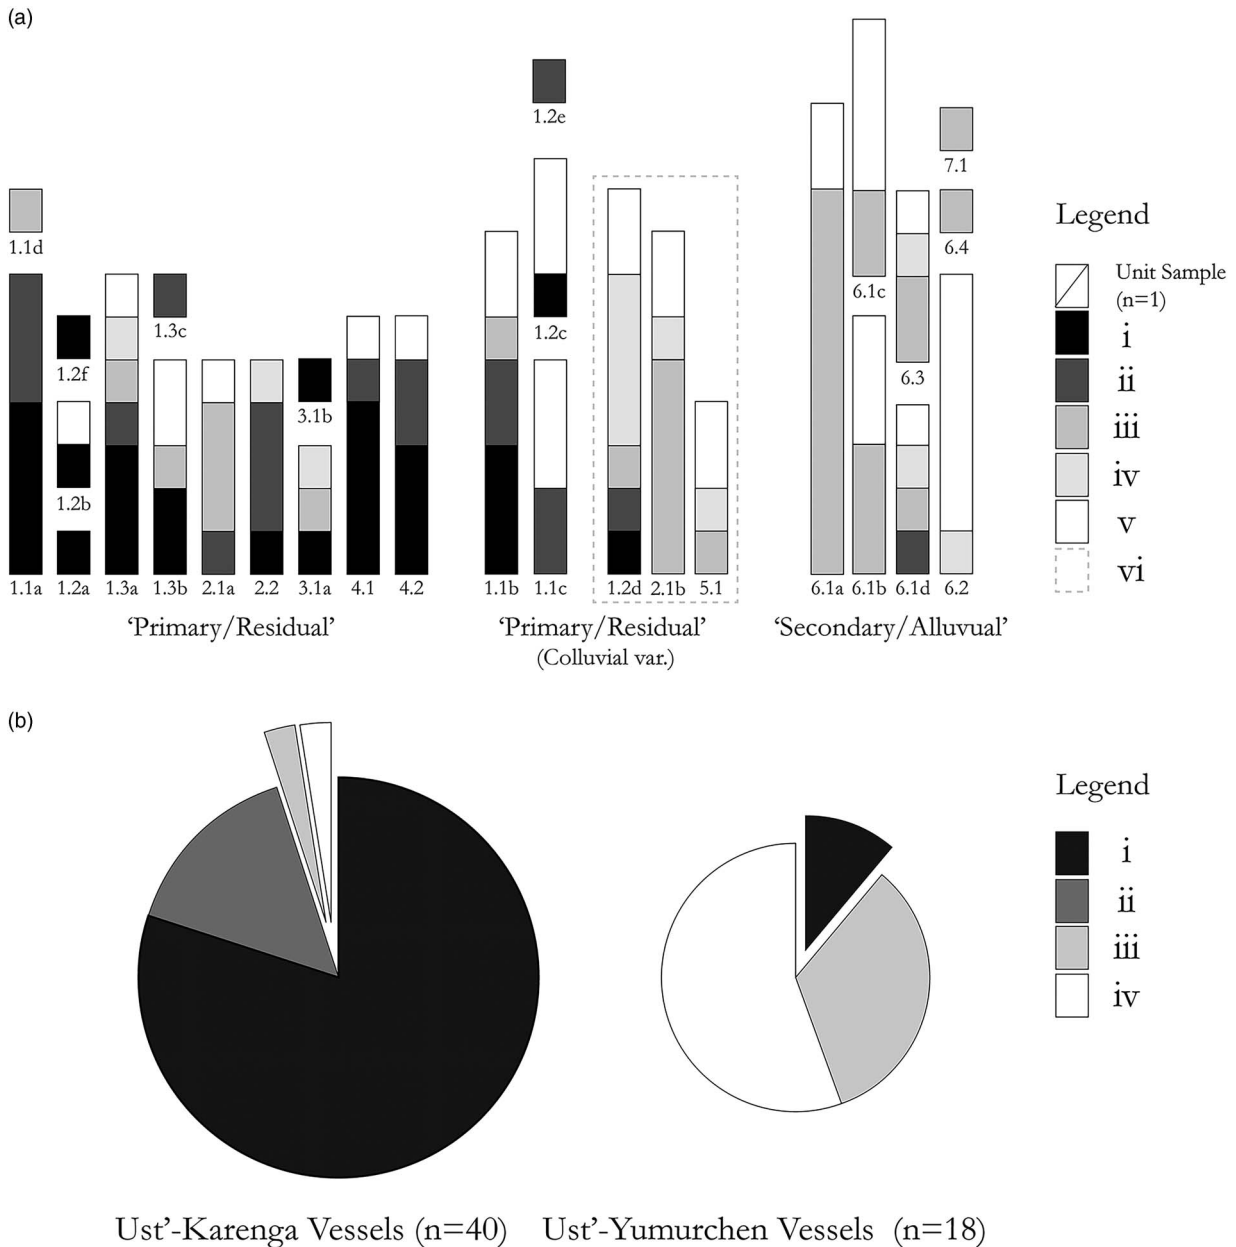 (a)
1.2e
7.1
1.1d
6.4
Legend
Unit Sample
(n=1)
6.1c
1.3c
1.2c
i
1.2f
6.3
ii
3.1b
iii
1.2b
iv
v
vi
1.1a 1.2a 1.3a 1.3b 2.1a 2.2 3.1a 4.1 4.2 1.1b 1.1c 1.2d 2.1b 5.1 6.1a 6.1b 6.1d 6.2
‘Primary/Residual’ ‘Primary/Residual’ ‘Secondary/Alluvual’
(Colluvial var.)
(b)
Legend
i
ii
iii
iv
Ust’-Karenga Vessels (n=40) Ust’-Yumurchen Vessels (n=18)